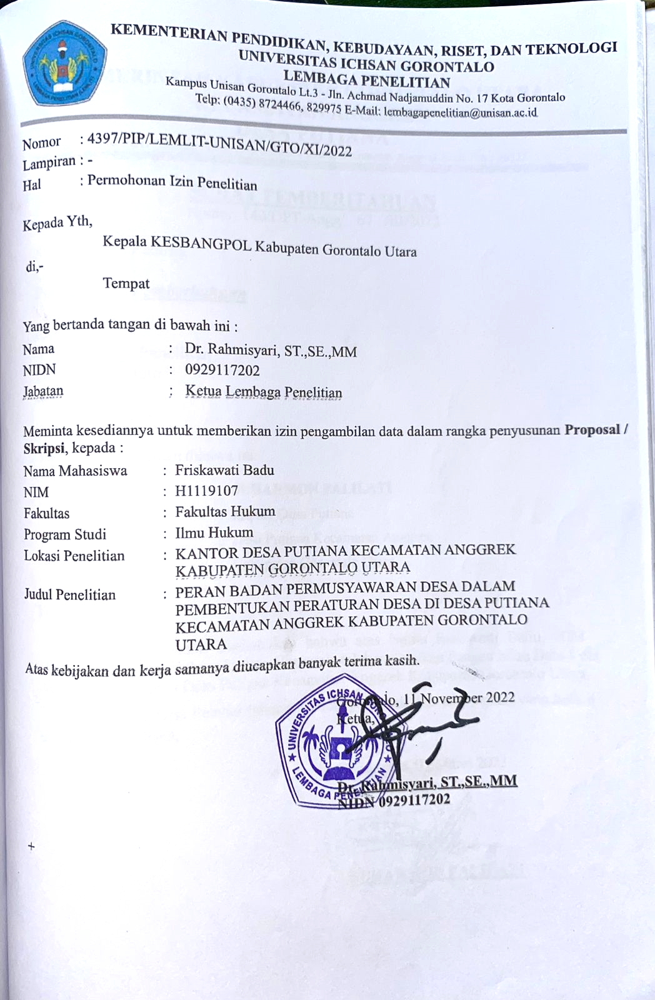 KEMENTERIAN PENDIDIKAN, KEBUDAYAAN, RISET, DAN TEKNOLOGI
UNIVERSITAS ICHSAN GORONTALO
LEMBAGA PENELITIAN
Kampus Unisan Gorontalo Lt.3 - Jln. Achmad Nadjamuddin No. 17 Kota Gorontalo
Telp: (0435) 8724466, 829975 E-Mail: lembagapenelitian@unisan.ac.id
Nomor : 4397/PIP/LEMLIT-UNISAN/GTO/XI/2022
Lampiran : -
Hal : Permohonan Izin Penelitian
Kepada Yth,
Kepala KESBANGPOL Kabupaten Gorontalo Utara
di,-
Tempat
Yang bertanda tangan di bawah ini :
Nama : Dr. Rahmisyari, ST.,SE.,MM
NIDN : 0929117202
Jabatan : Ketua Lembaga Penelitian
Meminta kesediannya untuk memberikan izin pengambilan data dalam rangka penyusunan Proposal /
Skripsi, kepada :
Nama Mahasiswa : Friskawati Badu
NIM : H1119107
Fakultas : Fakultas Hukum
Program Studi : Ilmu Hukum
Lokasi Penelitian : KANTOR DESA PUTIANA KECAMATAN ANGGREK
KABUPATEN GORONTALO UTARA
Judul Penelitian : PERAN BADAN PERMUSYAWARAN DESA DALAM
PEMBENTUKAN PERATURAN DESA DI DESA PUTIANA
KECAMATAN ANGGREK KABUPATEN GORONTALO
UTARA
Atas kebijakan dan kerja samanya diucapkan banyak terima kasih.
Gorontalo, 11 November 2022
Ketua,
UNIVERSITAS ICHSAN
LEMBAGA PENELITIAN
Dr. Rahmisyari, ST.,SE.,MM
NIDN 0929117202
+